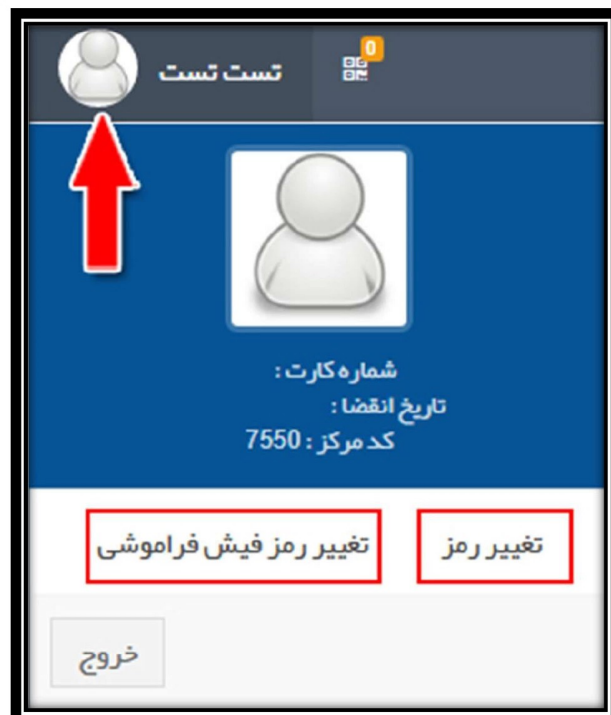 تست تست
0
شماره کارت :
تاریخ انقضا :
کد مرکز : 7550
تغییر رمز
تغییر رمز فیش فراموشی
خروج